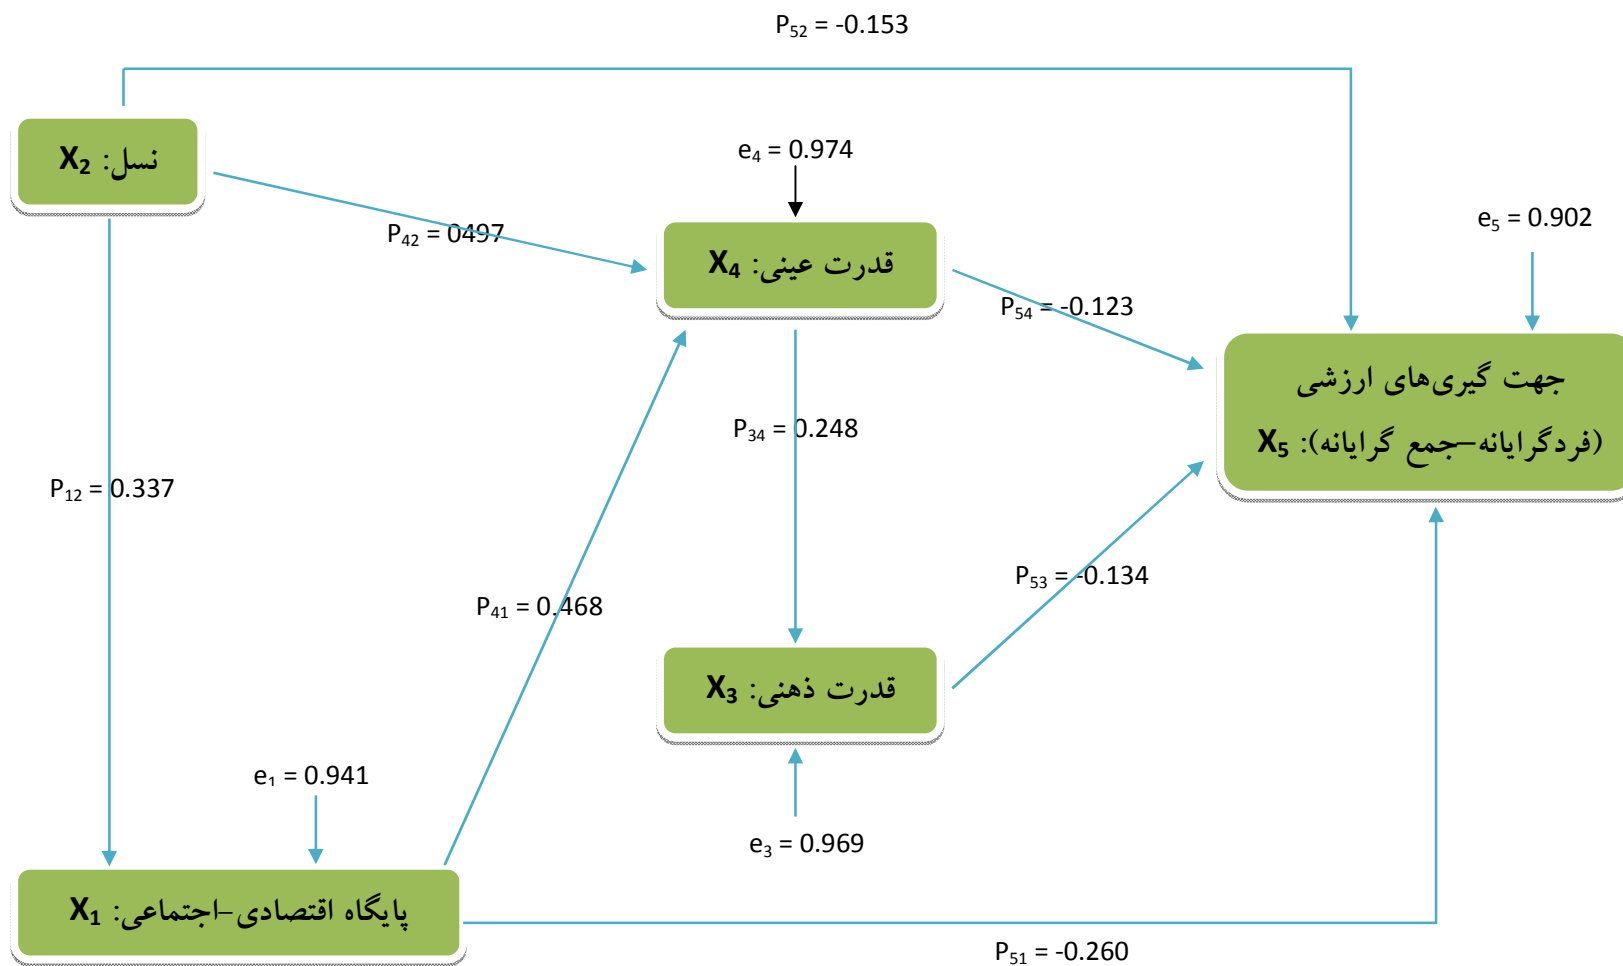 P₅₂ = -0.153
نسل: X₂
e₄ = 0.974
P₄₂ = 0497
e₅ = 0.902
قدرت عینی: X₄
P₅₄ = -0.123
جهت گیری‌های ارزشی
(فردگرایانه–جمع گرایانه): X₅
P₃₄ = 0.248
P₁₂ = 0.337
P₅₃ = -0.134
P₄₁ = 0.468
قدرت ذهنی: X₃
e₁ = 0.941
e₃ = 0.969
پایگاه اقتصادی–اجتماعی: X₁
P₅₁ = -0.260